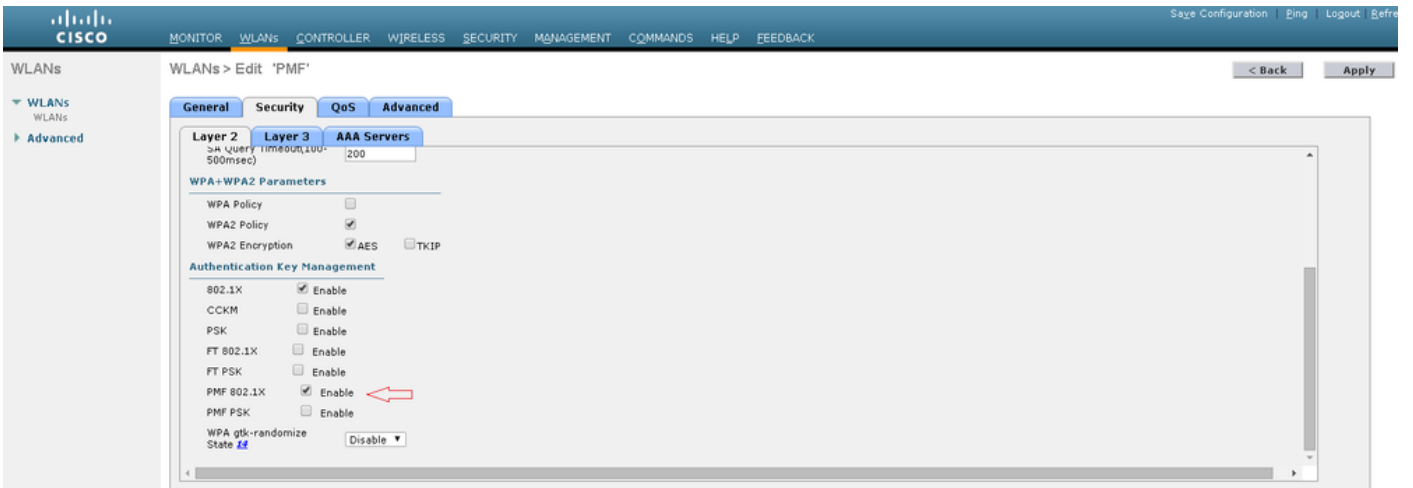 Save Configuration | Ping | Logout | Refre
CISCO
MONITOR WLANs CONTROLLER WIRELESS SECURITY MANAGEMENT COMMANDS HELP FEEDBACK
WLANs
WLANs > Edit 'PMF'
< Back
Apply
WLANs
WLANs
Advanced
General Security QoS Advanced
Layer 2 Layer 3 AAA Servers
SA Query Timeout(100-
500msec)
200
WPA+WPA2 Parameters
WPA Policy
WPA2 Policy
WPA2 Encryption AES TKIP
Authentication Key Management
802.1X Enable
CCKM Enable
PSK Enable
FT 802.1X Enable
FT PSK Enable
PMF 802.1X Enable
PMF PSK Enable
WPA gtk-randomize
State 14
Disable